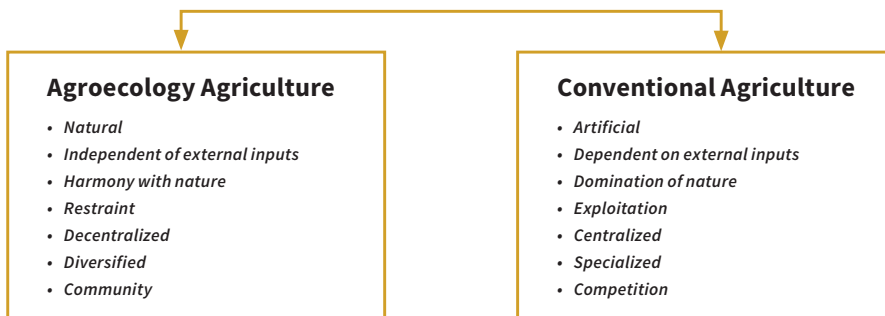 Agroecology Agriculture
• Natural
• Independent of external inputs
• Harmony with nature
• Restraint
• Decentralized
• Diversified
• Community
Conventional Agriculture
• Artificial
• Dependent on external inputs
• Domination of nature
• Exploitation
• Centralized
• Specialized
• Competition